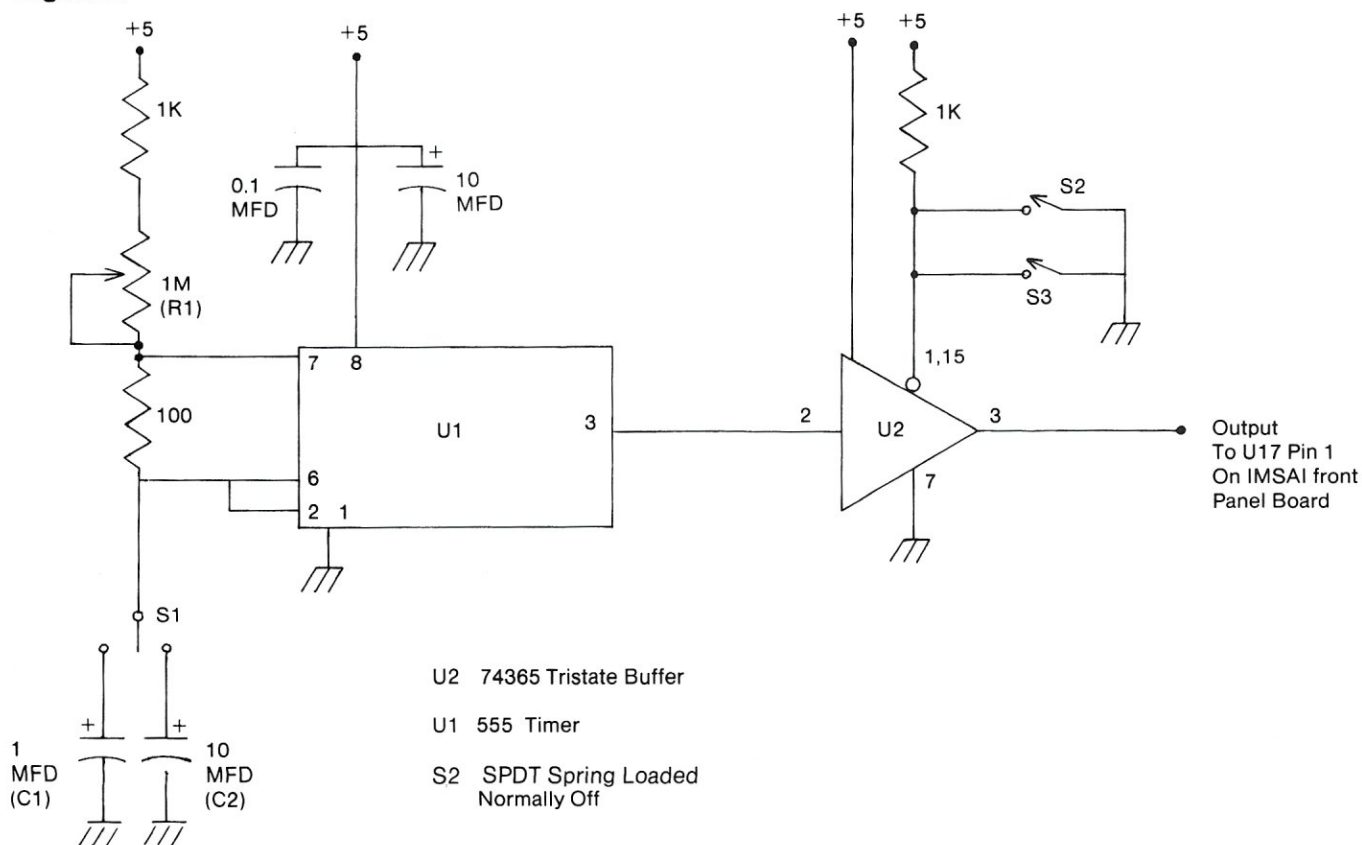 +5
1K
1M
(R1)
100
+5
0.1
MFD
+
10
MFD
7
8
U1
3
6
2
1
S1
+
1
MFD
(C1)
+
10
MFD
(C2)
+5
+5
1K
S2
S3
1,15
2
U2
3
7
Output
To U17 Pin 1
On IMSAI front
Panel Board
U2 74365 Tristate Buffer
U1 555 Timer
S2 SPDT Spring Loaded
Normally Off